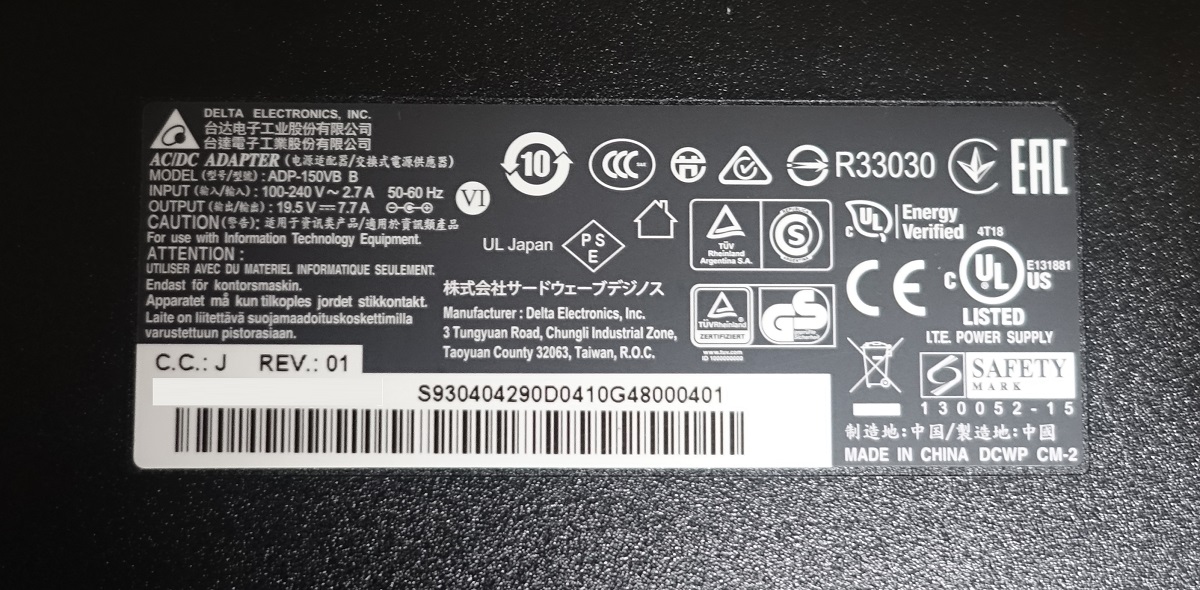 DELTA ELECTRONICS, INC.
台达电子工业股份有限公司
台達電子工業股份有限公司
AC/DC ADAPTER (电源适配器/交換式電源供應器)
MODEL (型号/型號) : ADP-150VB B
INPUT (输入/輸入) : 100-240 V ~ 2.7 A 50-60 Hz
OUTPUT (输出/輸出) : 19.5 V ⎓ 7.7 A
VI
CAUTION(警告): 适用于资讯类产品/適用於資訊類產品
For use with Information Technology Equipment.
ATTENTION :
UTILISER AVEC DU MATERIEL INFORMATIQUE SEULEMENT.
Endast för kontorsmaskin.
Apparatet må kun tilkoples jordet stikkontakt.
Laite on liitettävä suojamaadoituskoskettimilla
varustettuun pistorasiaan.
C.C.: J REV.: 01
S930404290D0410G48000401
10
CCC
R33030
EAC
UL Japan
PS
E
TÜV
Rheinland
Argentina S.A.
S
C UL
Energy
Verified
4T18
株式会社サードウェーブデジノス
Manufacturer : Delta Electronics, Inc.
3 Tungyuan Road, Chungli Industrial Zone,
Taoyuan County 32063, Taiwan, R.O.C.
TÜVRheinland
ZERTIFIZIERT
GS
www.tuv.com
CE
C UL US
E131881
LISTED
I.T.E. POWER SUPPLY
SAFETY
MARK
130052-15
制造地:中国/製造地:中國
MADE IN CHINA DCWP CM-2